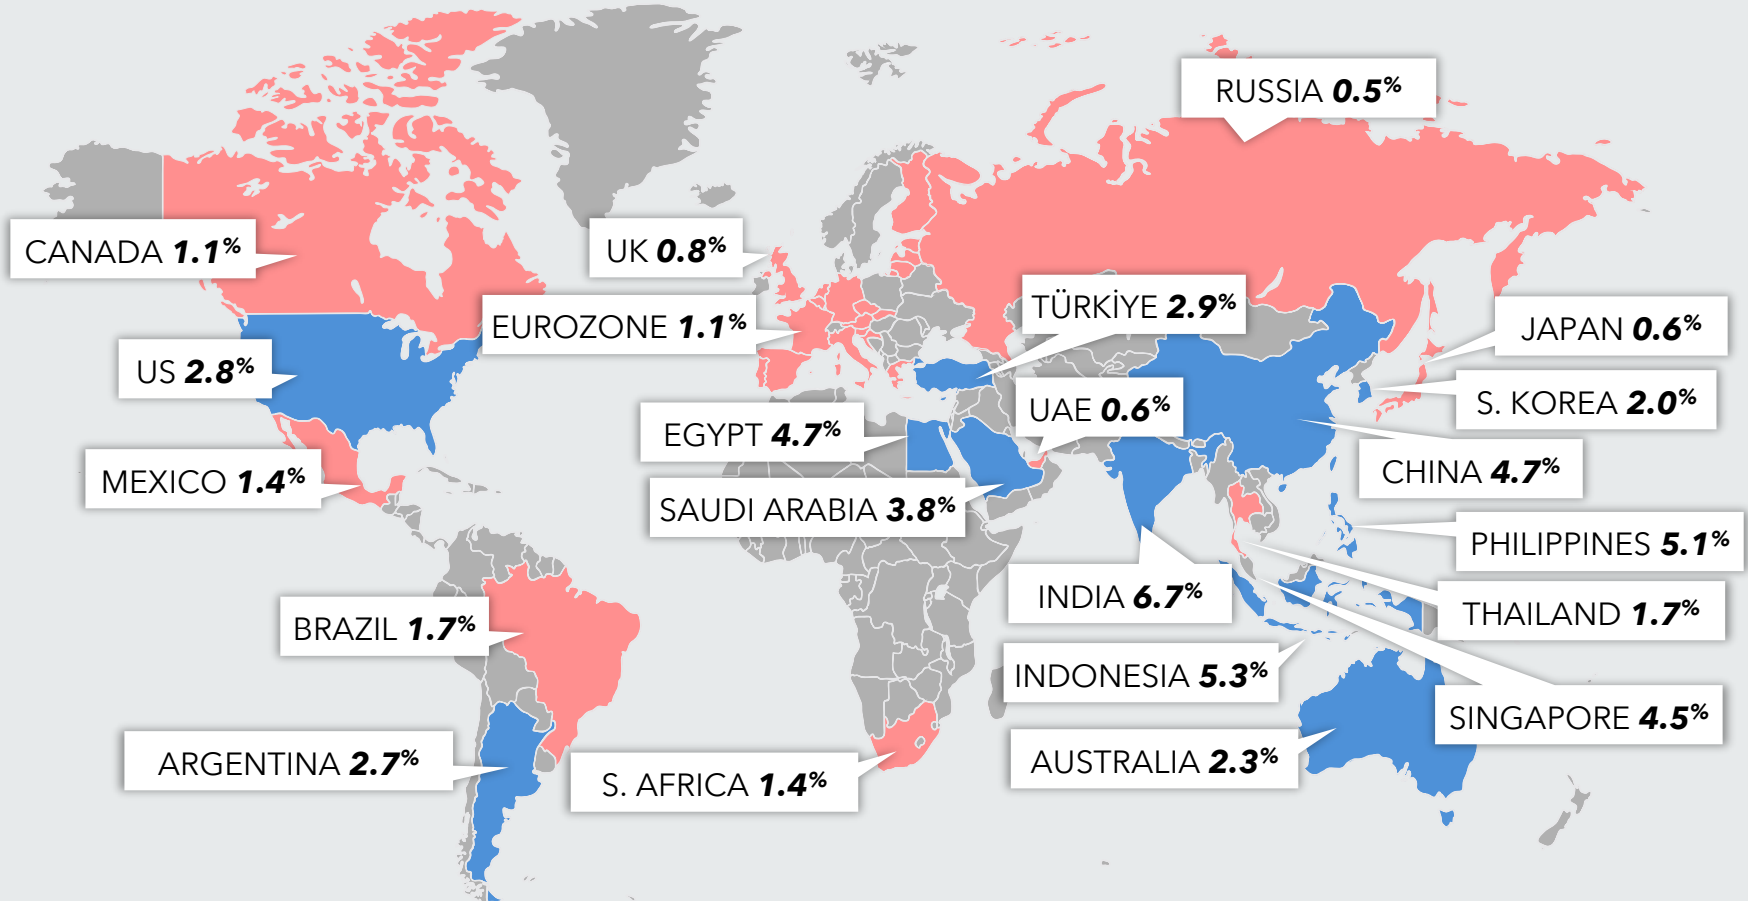 RUSSIA 0.5%
CANADA 1.1%
UK 0.8%
TÜRKİYE 2.9%
EUROZONE 1.1%
JAPAN 0.6%
US 2.8%
S. KOREA 2.0%
UAE 0.6%
EGYPT 4.7%
CHINA 4.7%
MEXICO 1.4%
SAUDI ARABIA 3.8%
PHILIPPINES 5.1%
INDIA 6.7%
THAILAND 1.7%
BRAZIL 1.7%
INDONESIA 5.3%
SINGAPORE 4.5%
ARGENTINA 2.7%
AUSTRALIA 2.3%
S. AFRICA 1.4%